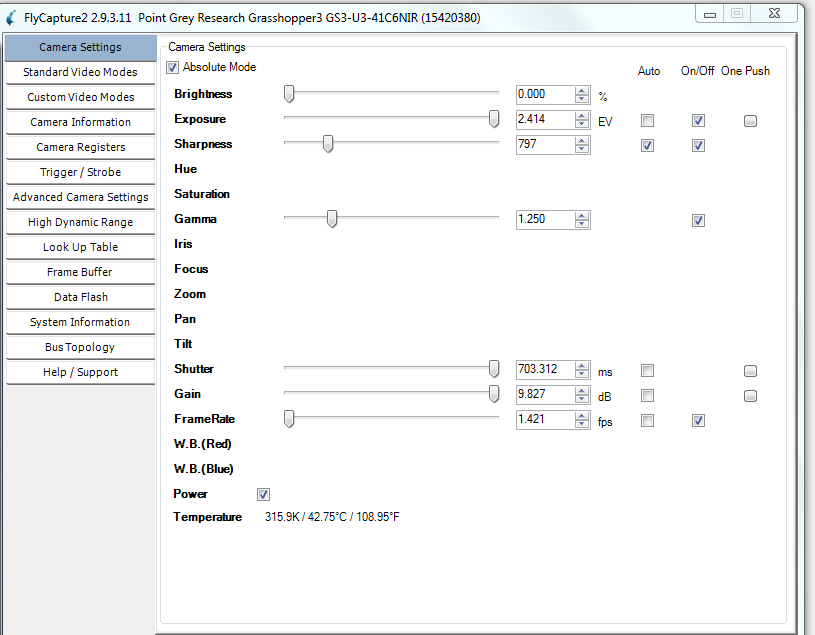 FlyCapture2 2.9.3.11 Point Grey Research Grasshopper3 GS3-U3-41C6NIR (15420380)
Camera Settings
Standard Video Modes
Custom Video Modes
Camera Information
Camera Registers
Trigger / Strobe
Advanced Camera Settings
High Dynamic Range
Look Up Table
Frame Buffer
Data Flash
System Information
Bus Topology
Help / Support
Camera Settings
Absolute Mode
Auto On/Off One Push
Brightness 0.000 %
Exposure 2.414 EV
Sharpness 797
Hue
Saturation
Gamma 1.250
Iris
Focus
Zoom
Pan
Tilt
Shutter 703.312 ms
Gain 9.827 dB
FrameRate 1.421 fps
W.B.(Red)
W.B.(Blue)
Power
Temperature 315.9K / 42.75°C / 108.95°F